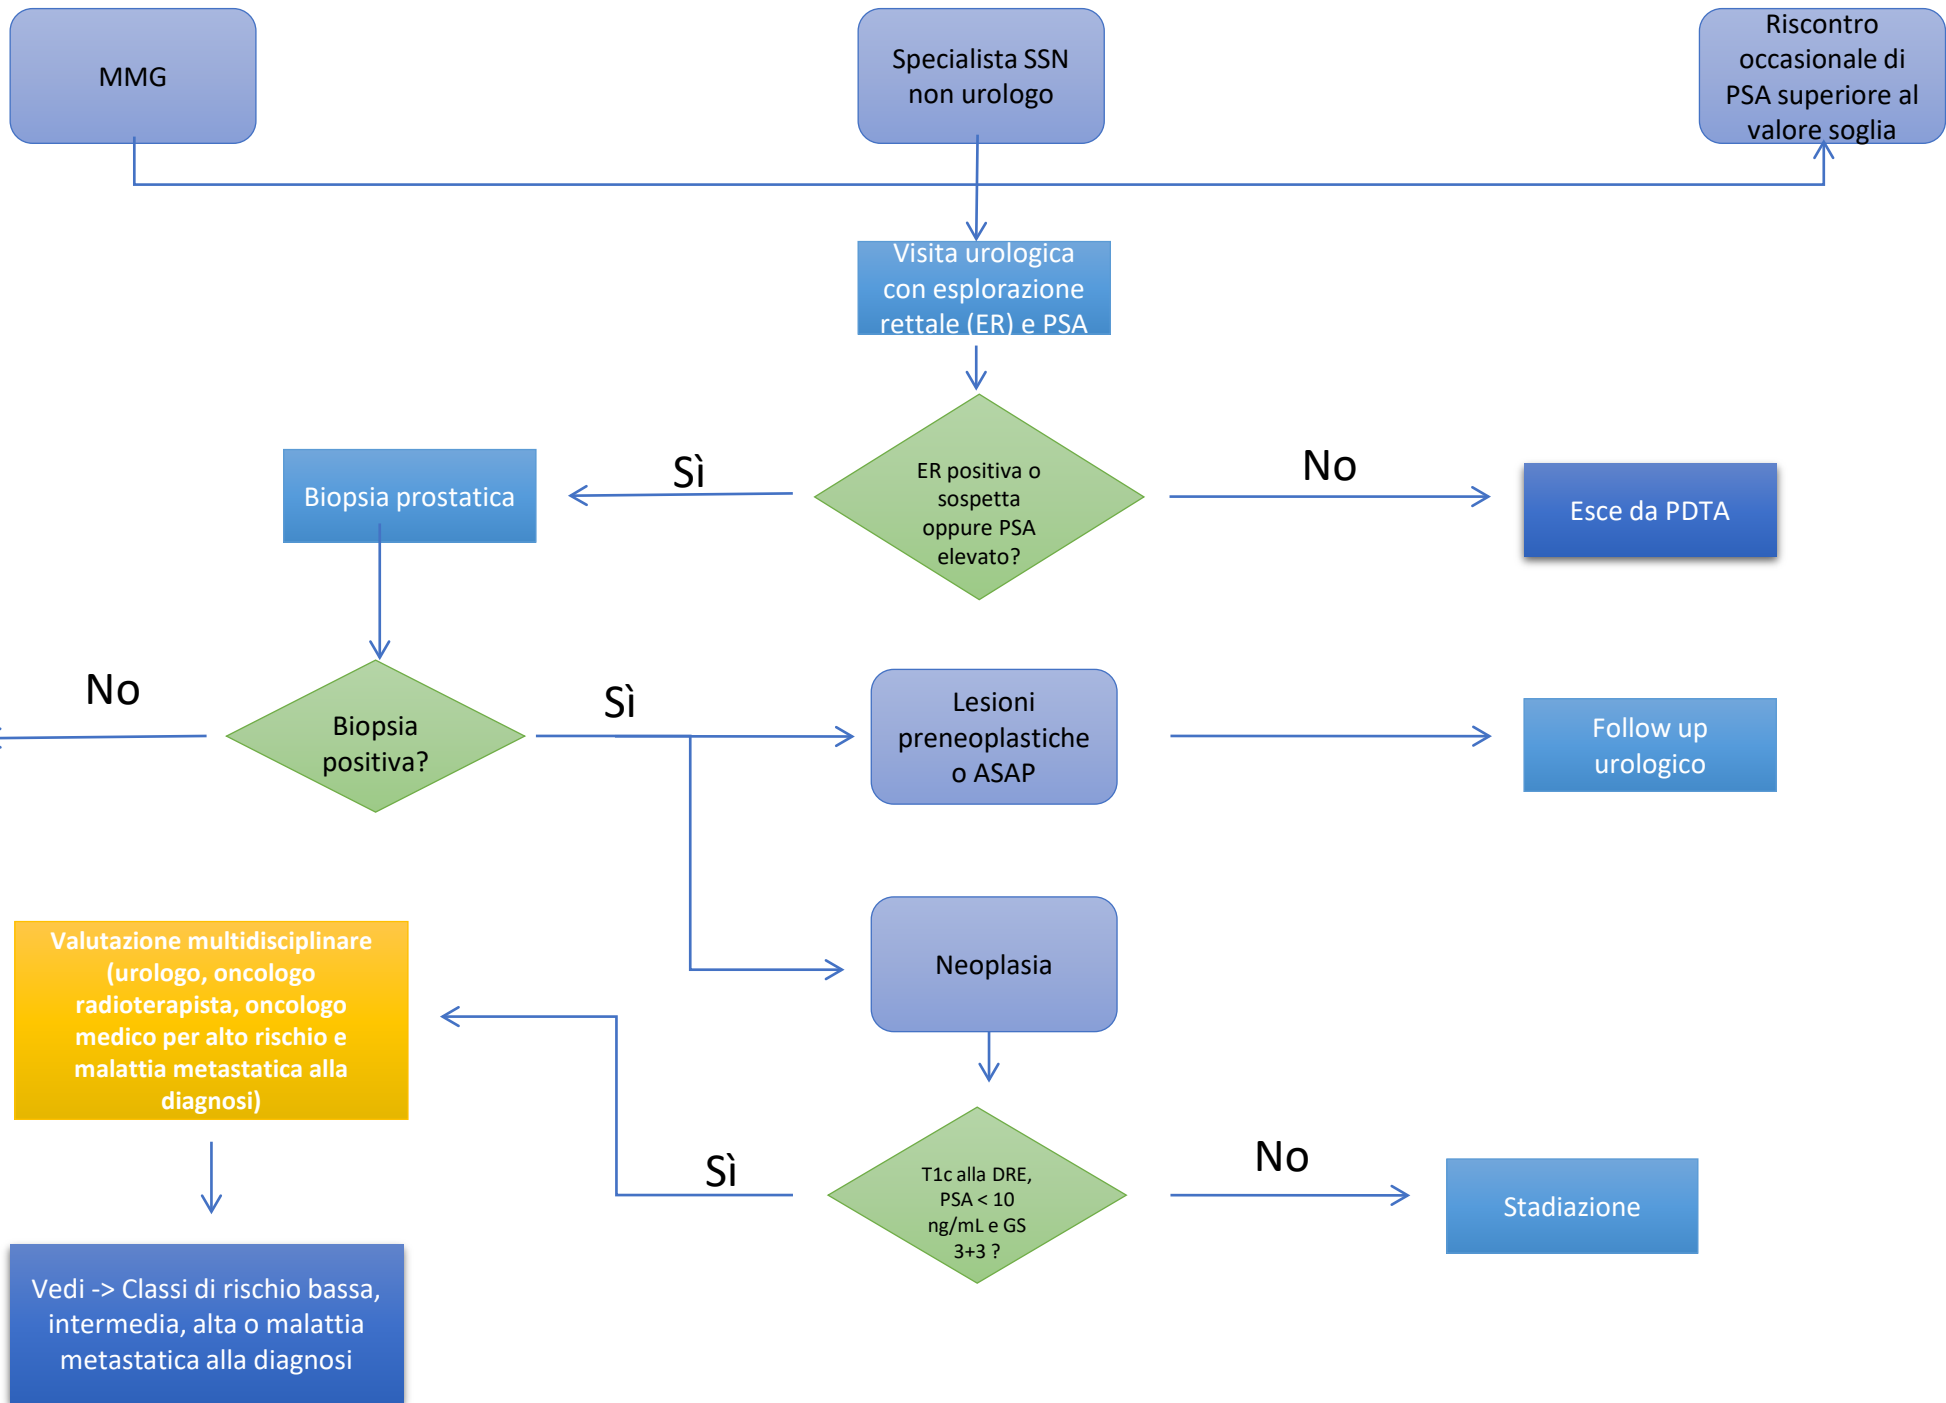 MMG
Specialista SSN
non urologo
Riscontro
occasionale di
PSA superiore al
valore soglia
Visita urologica
con esplorazione
rettale (ER) e PSA
Biopsia prostatica
Sì
ER positiva o
sospetta
oppure PSA
elevato?
No
Esce da PDTA
No
Biopsia
positiva?
Sì
Lesioni
preneoplastiche
o ASAP
Follow up
urologico
Valutazione multidisciplinare
(urologo, oncologo
radioterapista, oncologo
medico per alto rischio e
malattia metastatica alla
diagnosi)
Neoplasia
Sì
T1c alla DRE,
PSA < 10
ng/mL e GS
3+3 ?
No
Stadiazione
Vedi -> Classi di rischio bassa,
intermedia, alta o malattia
metastatica alla diagnosi